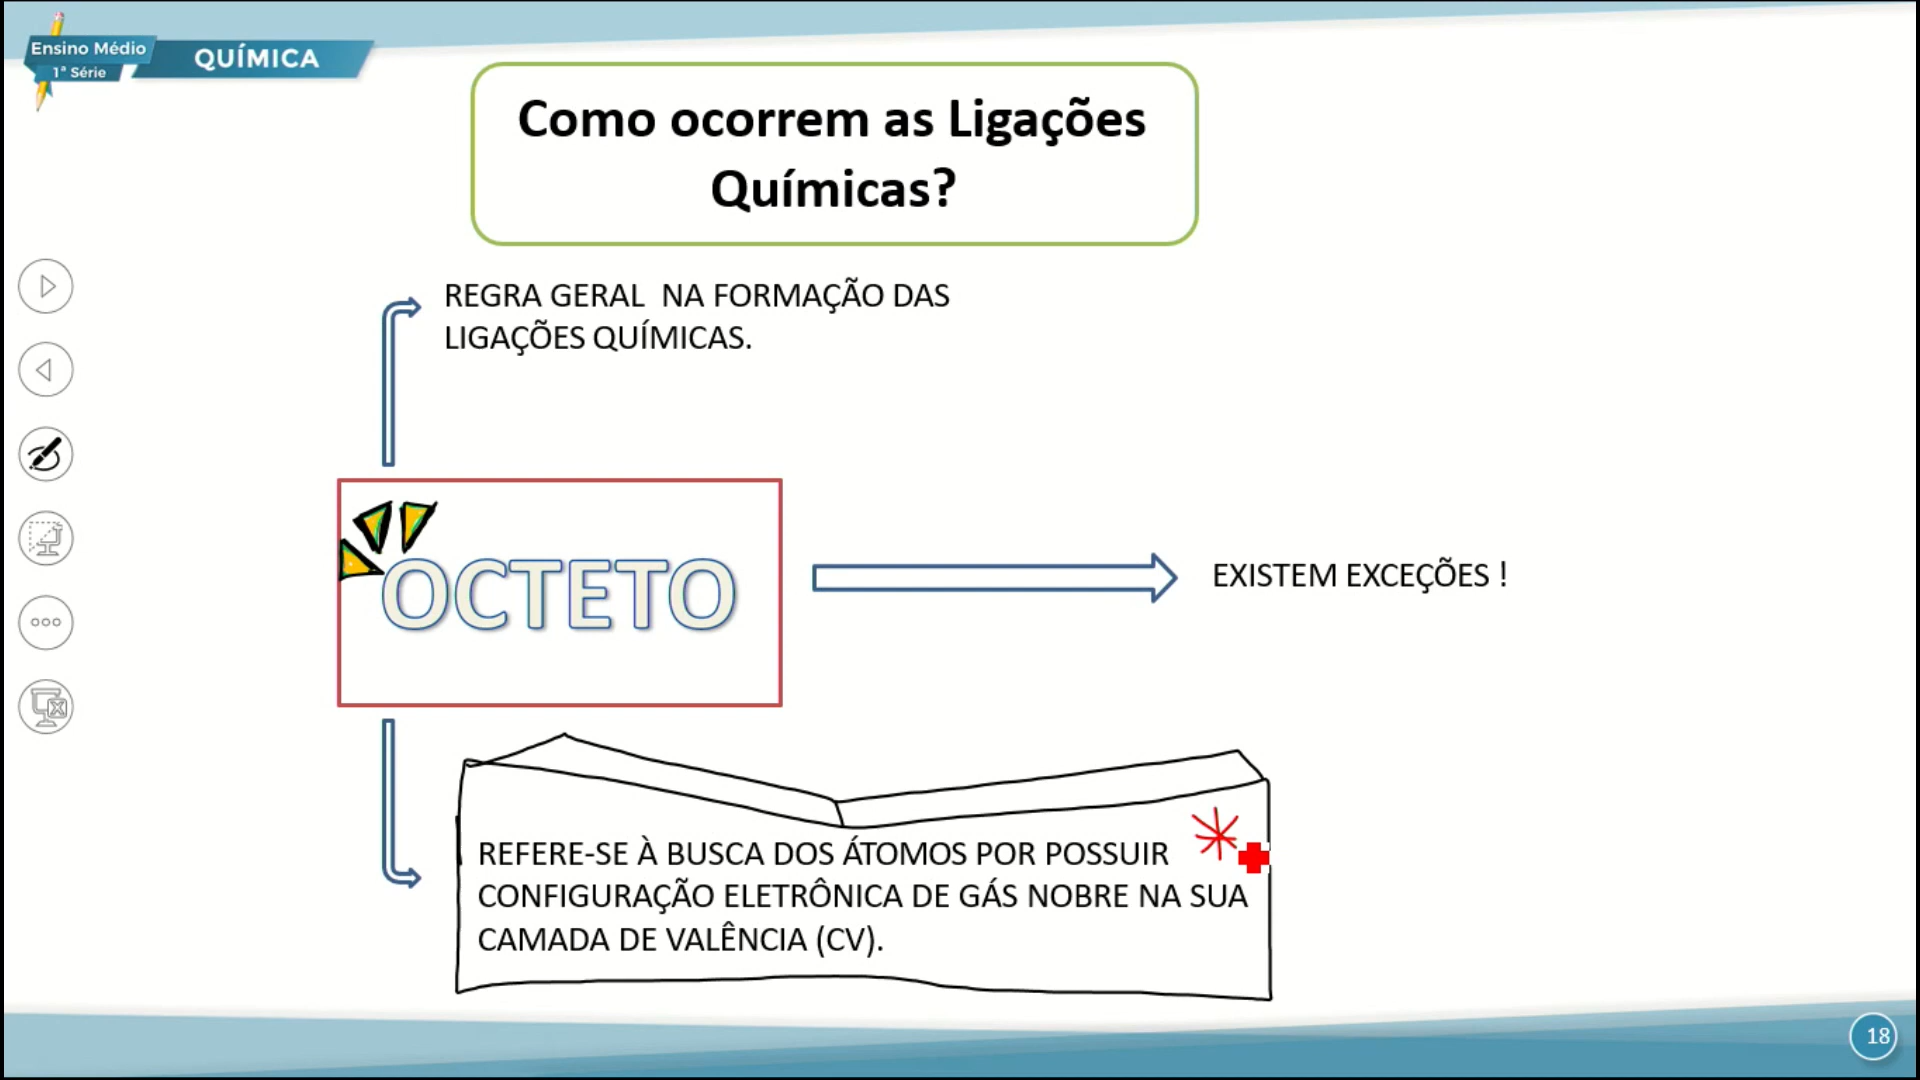 Ensino Médio
1ª Série
QUÍMICA
Como ocorrem as Ligações
Químicas?
REGRA GERAL NA FORMAÇÃO DAS
LIGAÇÕES QUÍMICAS.
OCTETO
EXISTEM EXCEÇÕES !
REFERE-SE À BUSCA DOS ÁTOMOS POR POSSUIR
CONFIGURAÇÃO ELETRÔNICA DE GÁS NOBRE NA SUA
CAMADA DE VALÊNCIA (CV).
18